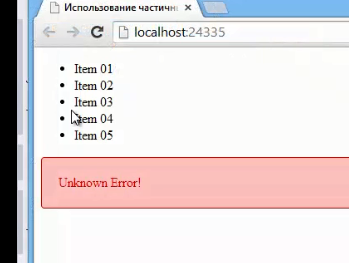 Использование частичн
localhost:24335
Item 01
Item 02
Item 03
Item 04
Item 05
Unknown Error!